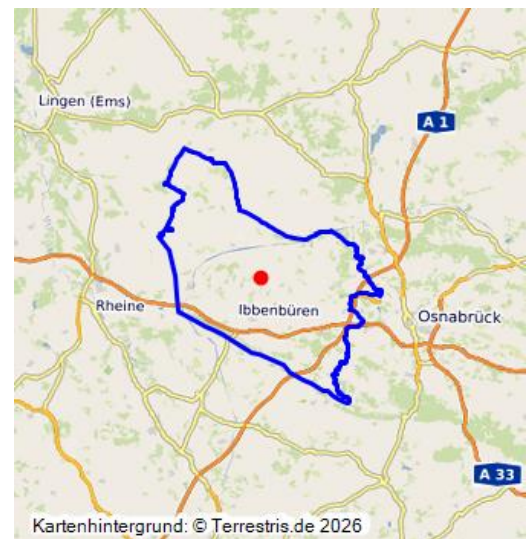 Lingen (Ems)
A 1
Rheine
Ibbenbüren
Osnabrück
A 33
Kartenhintergrund: © Terrestris.de 2026